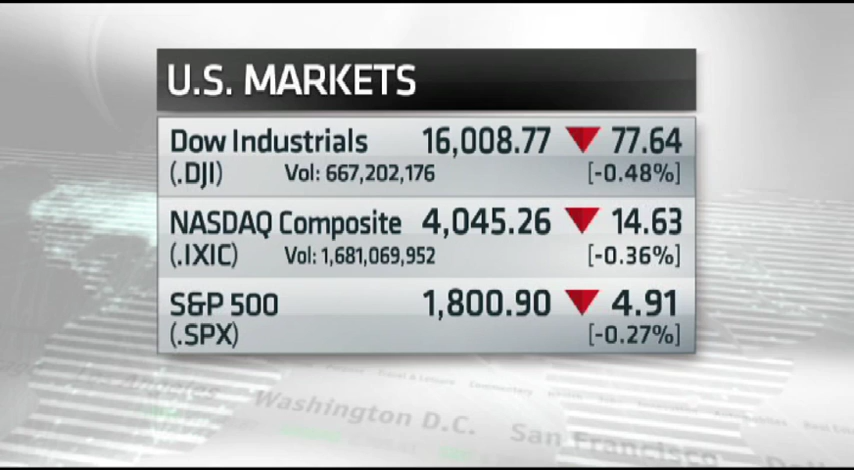 U.S. MARKETS
Dow Industrials 16,008.77 ▼ 77.64
(.DJI) Vol: 667,202,176 [-0.48%]
NASDAQ Composite 4,045.26 ▼ 14.63
(.IXIC) Vol: 1,681,069,952 [-0.36%]
S&P 500 1,800.90 ▼ 4.91
(.SPX) [-0.27%]
Los Angeles
Washington D.C.
San Francisco